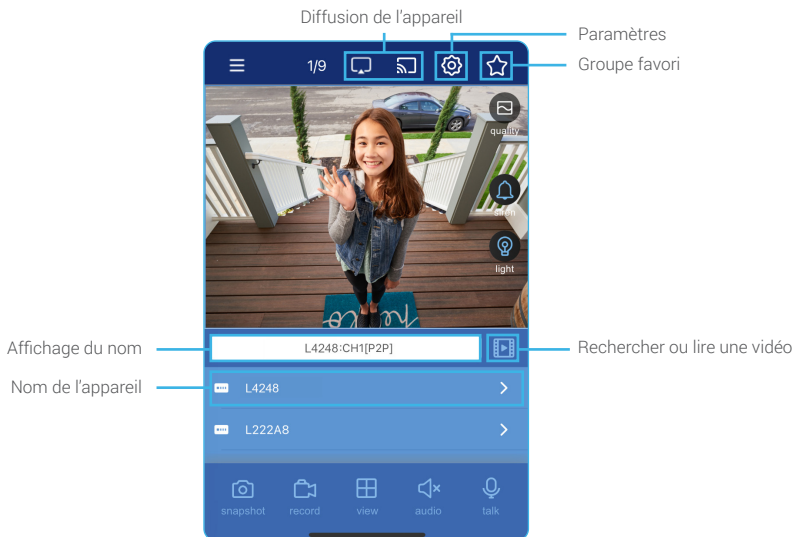 Diffusion de l’appareil
Paramètres
1/9
Groupe favori
quality
siren
light
hello
Affichage du nom
L4248:CH1[P2P]
Rechercher ou lire une vidéo
Nom de l’appareil
L4248
L222A8
snapshot
record
view
audio
talk